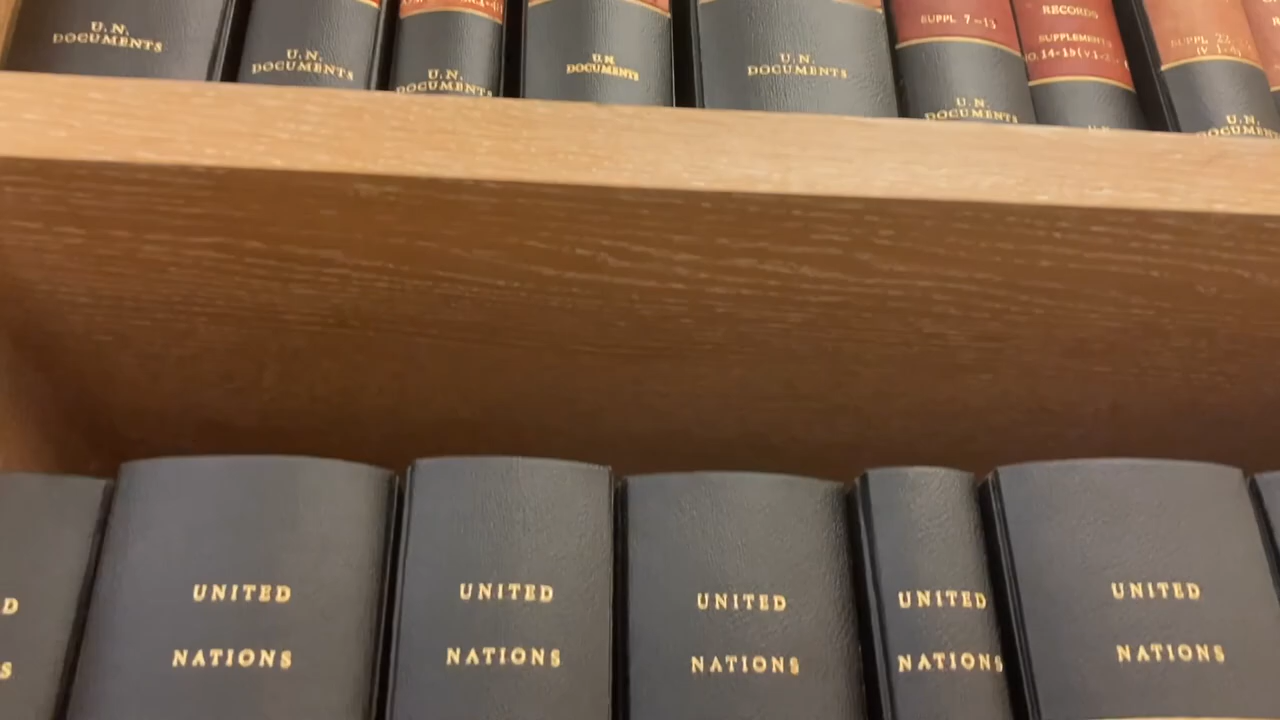 U.N.
DOCUMENTS
U.N.
DOCUMENTS
U.N.
DOCUMENTS
U.N.
DOCUMENTS
U.N.
DOCUMENTS
SUPPL 7-13
U.N.
DOCUMENTS
RECORDS
SUPPLEMENTS
U.N.
DOCUMENTS
D
S
UNITED
NATIONS
UNITED
NATIONS
UNITED
NATIONS
UNITED
NATIONS
UNITED
NATIONS